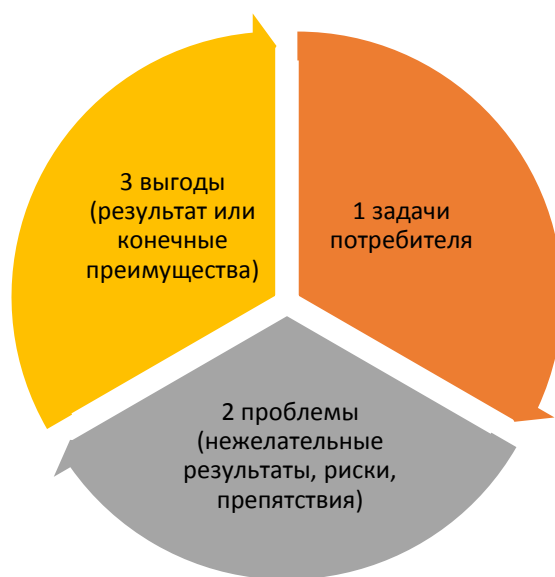 3 выгоды
(результат или
конечные
преимущества)
1 задачи
потребителя
2 проблемы
(нежелательные
результаты, риски,
препятствия)